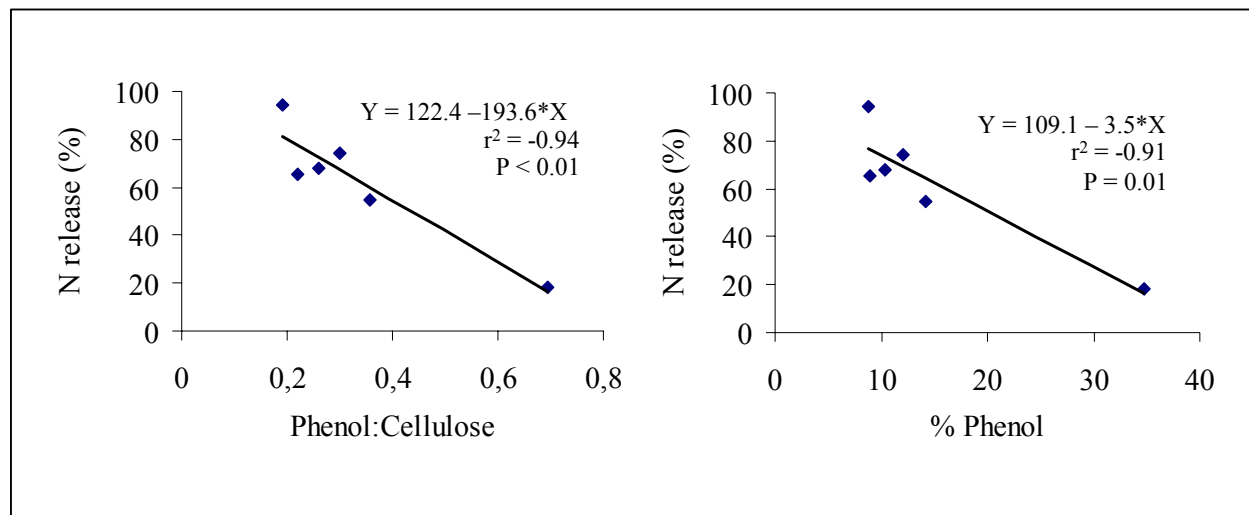 Y = 122.4 –193.6*X
r² = -0.94
P < 0.01
N release (%)
100
80
60
40
20
0
0 0,2 0,4 0,6 0,8
Phenol:Cellulose
Y = 109.1 – 3.5*X
r² = -0.91
P = 0.01
N release (%)
100
80
60
40
20
0
0 10 20 30 40
% Phenol